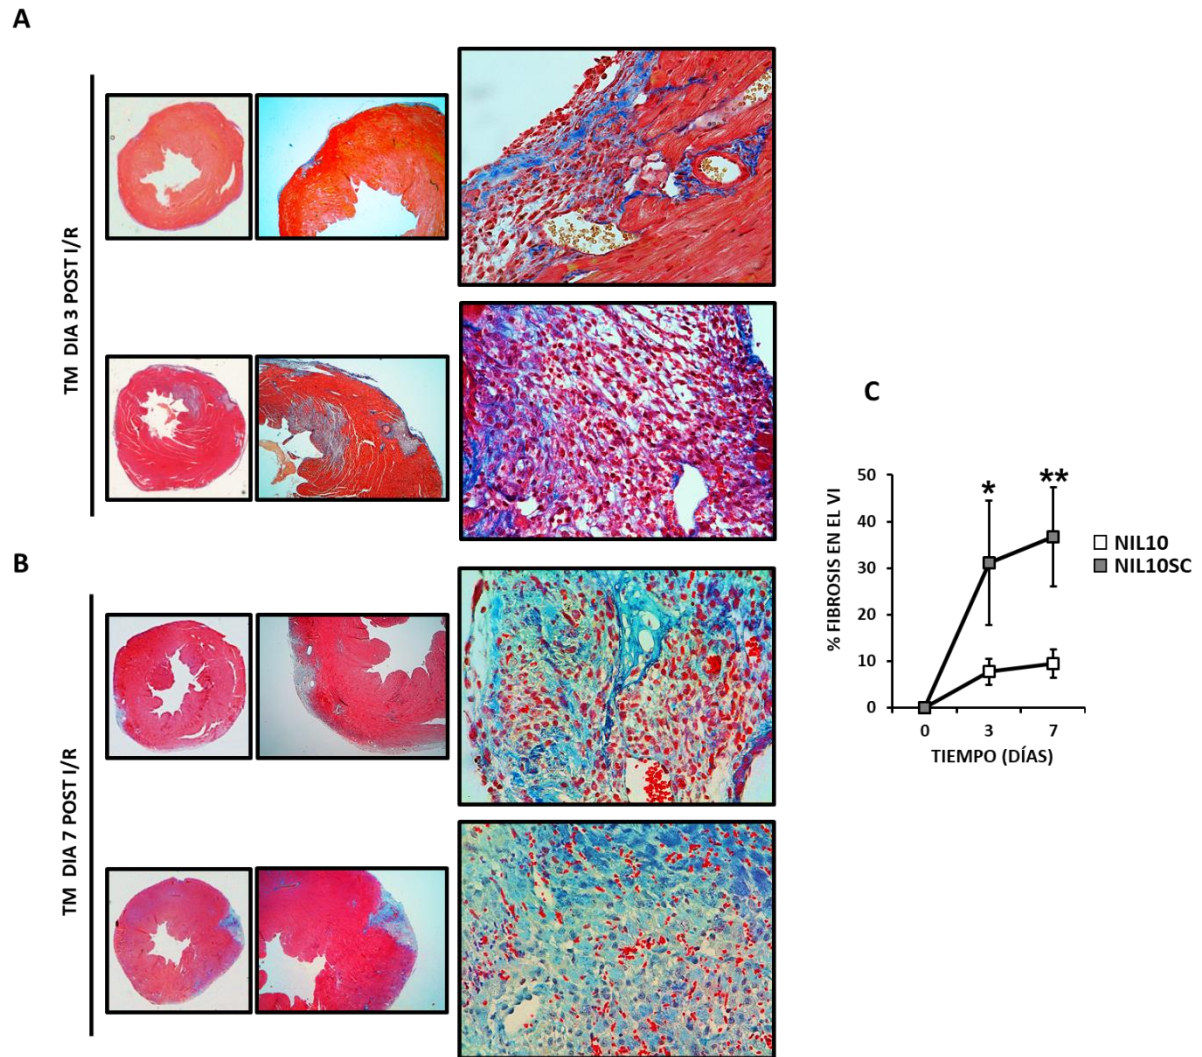 A
TM DIA 3 POST I/R
B
TM DIA 7 POST I/R
C
50
40
30
20
10
0
% FIBROSIS EN EL VI
*
**
0 3 7
TIEMPO (DÍAS)
NIL10
NIL10SC